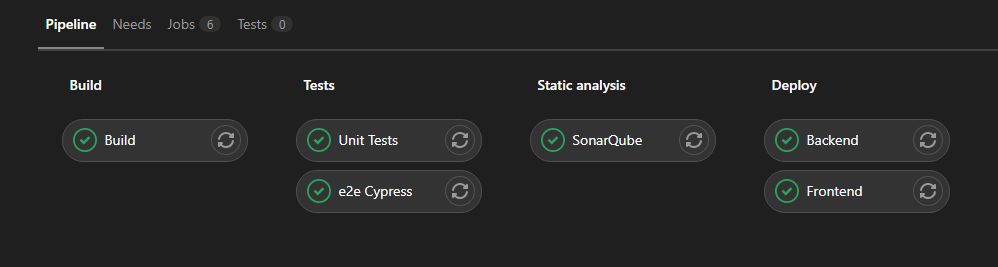 Pipeline Needs Jobs 6 Tests 0
Build Tests Static analysis Deploy
Build Unit Tests SonarQube Backend
e2e Cypress Frontend